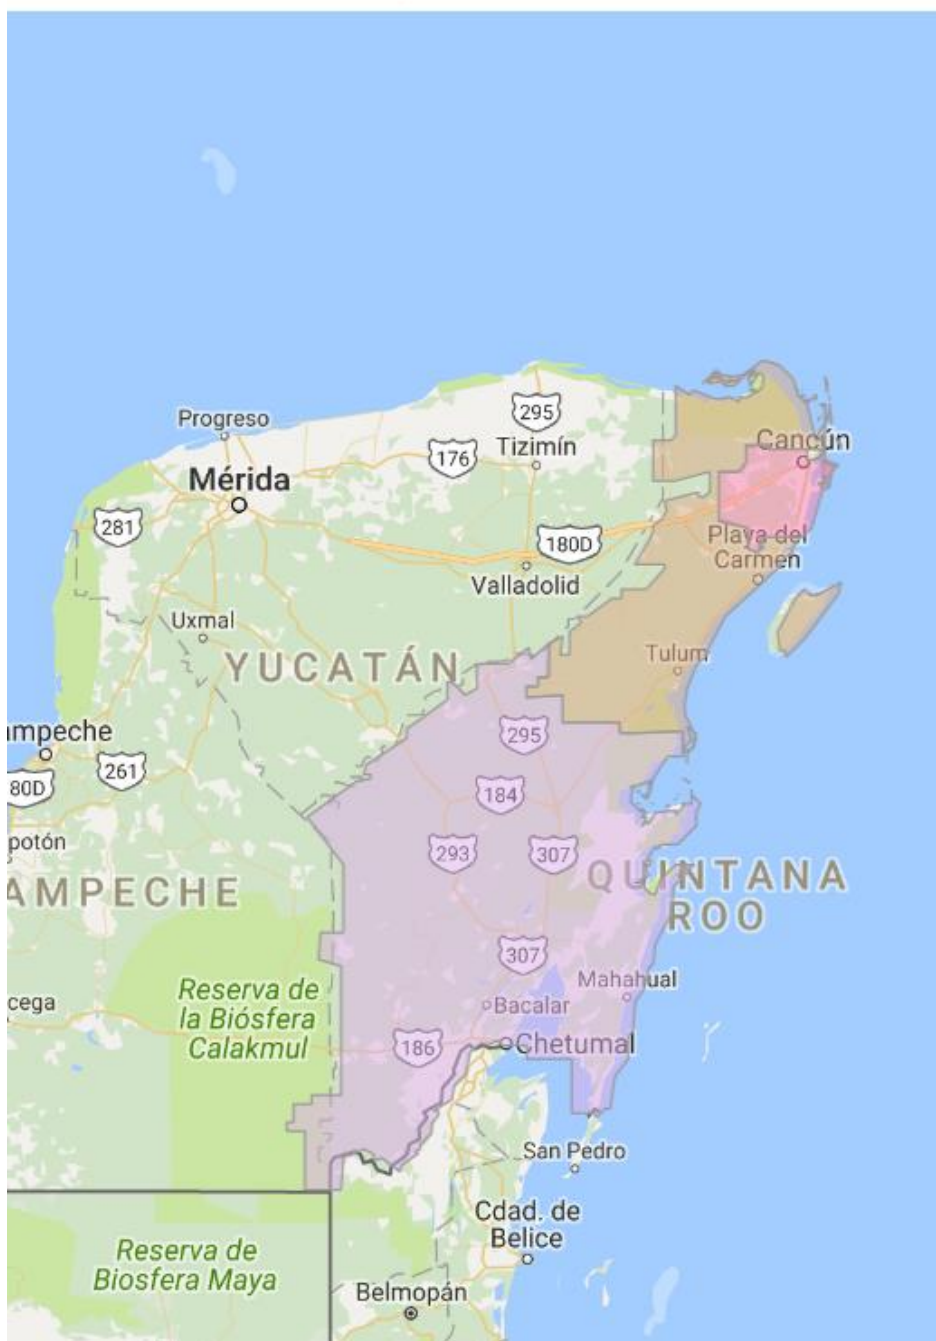 295
Progreso
Tizimín
Cancún
176
Mérida
281
180D
Playa del
Carmen
Valladolid
Uxmal
Tulum
YUCATÁN
ampeche
295
261
80D
184
potón
293
307
QUINTANA
ROO
AMPECHE
307
Mahahual
Reserva de
la Biósfera
Calakmul
cega
Bacalar
186
Chetumal
San Pedro
Cdad. de
Belice
Reserva de
Biosfera Maya
Belmopán